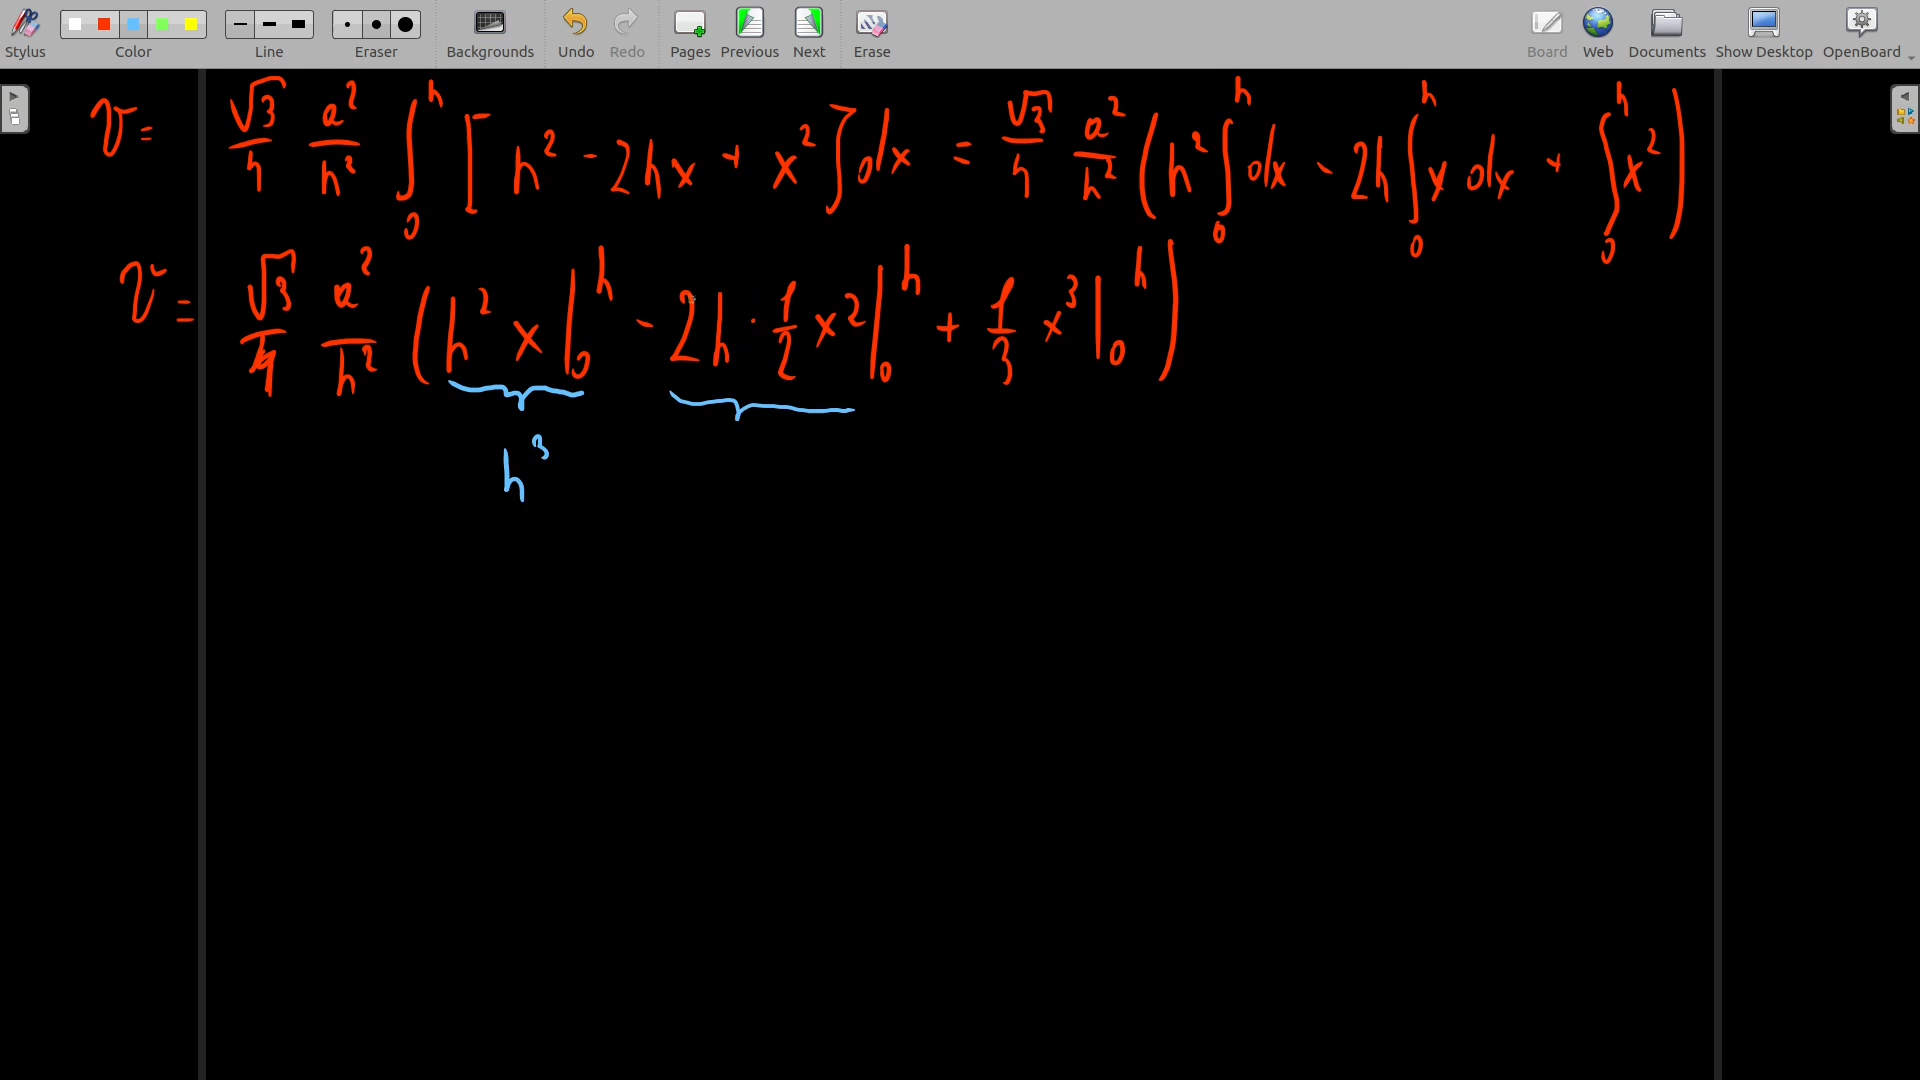 Stylus Color Line Eraser Backgrounds Undo Redo Pages Previous Next Erase Board Web Documents Show Desktop OpenBoard
V = √3/4 a²/h² ∫₀ʰ [h² - 2hx + x²] dx = √3/4 a²/h² (h² ∫₀ʰ dx - 2h ∫₀ʰ x dx + ∫₀ʰ x²)
V = √3/4 a²/h² (h² x|₀ʰ - 2h · 1/2 x²|₀ʰ + 1/3 x³|₀ʰ)
h³